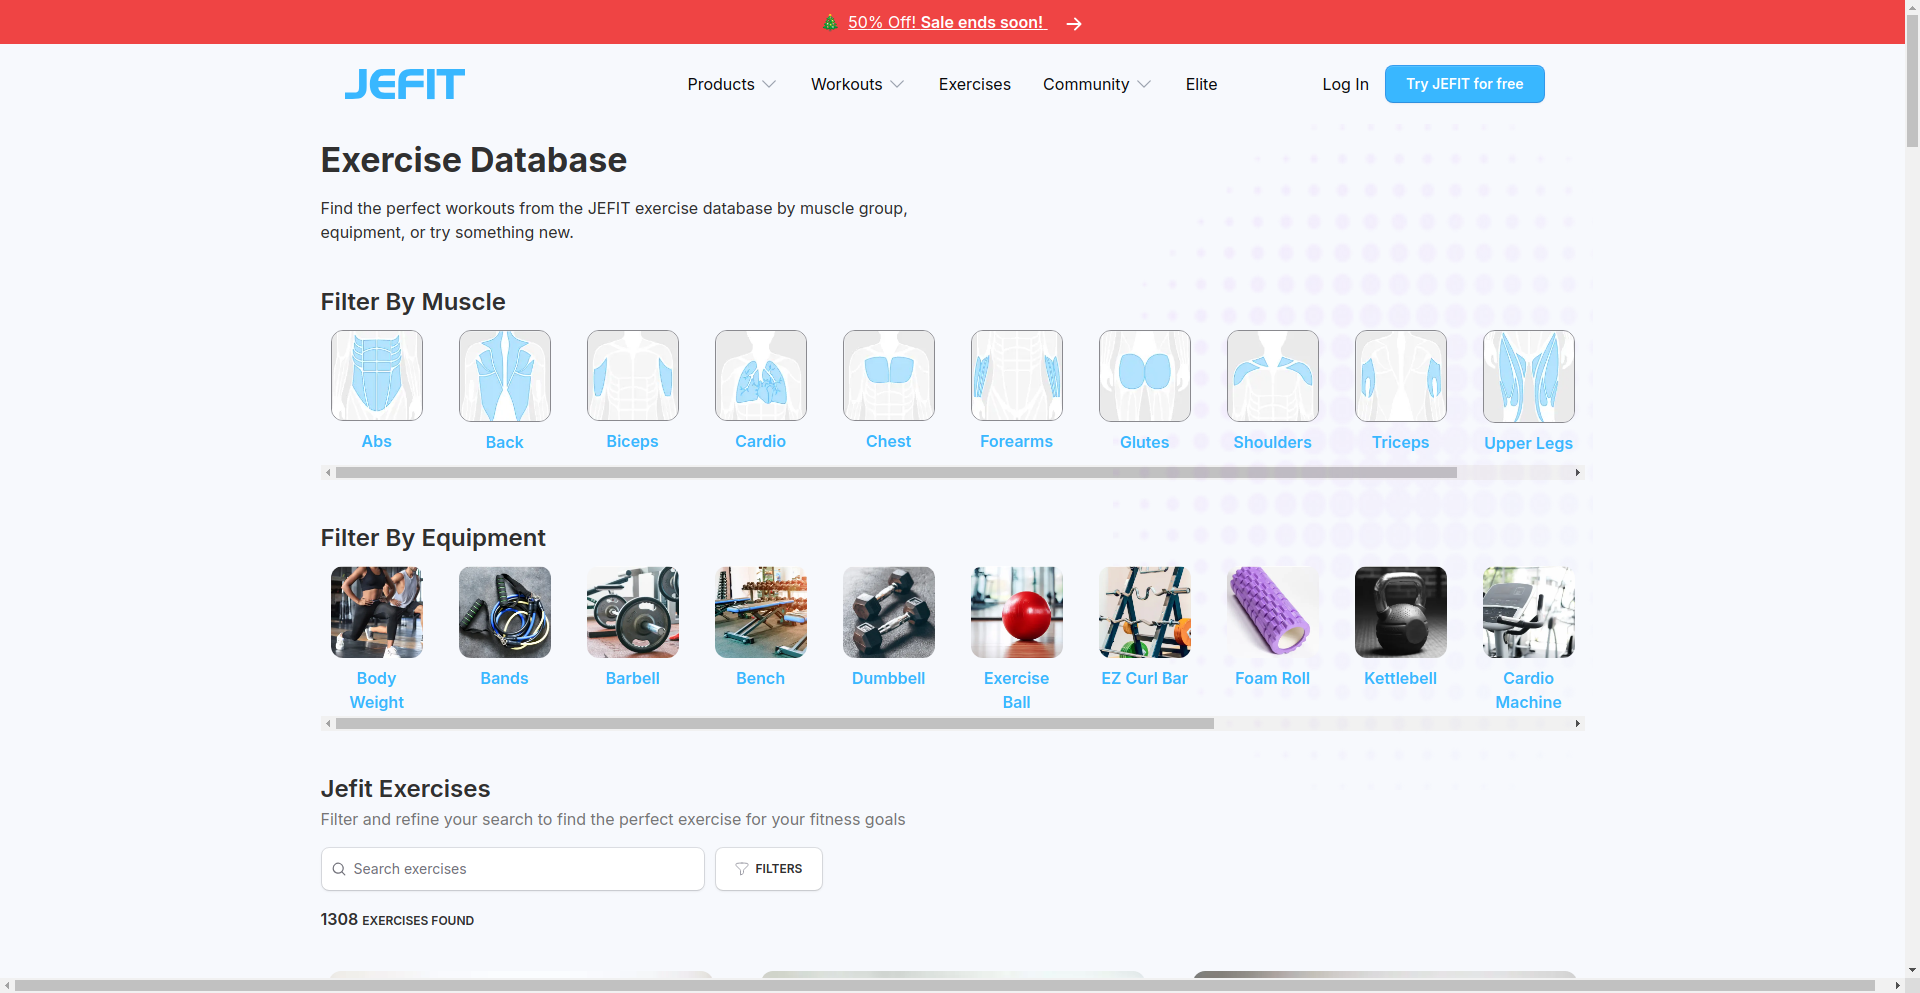 50% Off! Sale ends soon!
JEFIT
Products
Workouts
Exercises
Community
Elite
Log In
Try JEFIT for free
Exercise Database
Find the perfect workouts from the JEFIT exercise database by muscle group,
equipment, or try something new.
Filter By Muscle
Abs
Back
Biceps
Cardio
Chest
Forearms
Glutes
Shoulders
Triceps
Upper Legs
Filter By Equipment
Body
Weight
Bands
Barbell
Bench
Dumbbell
Exercise
Ball
EZ Curl Bar
Foam Roll
Kettlebell
Cardio
Machine
Jefit Exercises
Filter and refine your search to find the perfect exercise for your fitness goals
Search exercises
FILTERS
1308 EXERCISES FOUND